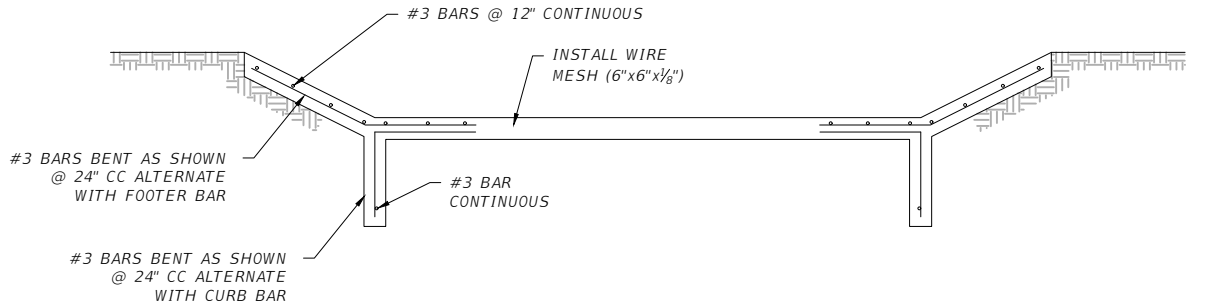 #3 BARS @ 12" CONTINUOUS
INSTALL WIRE
MESH (6"x6"x⅛")
#3 BARS BENT AS SHOWN
@ 24" CC ALTERNATE
WITH FOOTER BAR
#3 BAR
CONTINUOUS
#3 BARS BENT AS SHOWN
@ 24" CC ALTERNATE
WITH CURB BAR